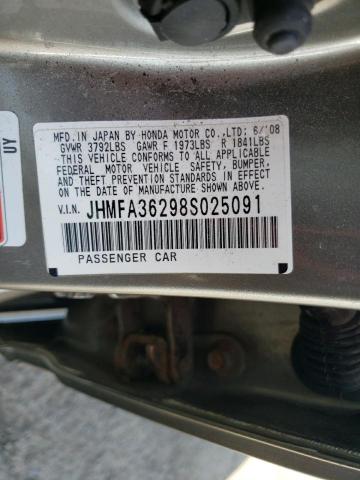 MFD. IN JAPAN BY HONDA MOTOR CO., LTD: 6/'08
GVWR 3792LBS GAWR F 1973LBS R 1841LBS
THIS VEHICLE CONFORMS TO ALL APPLICABLE
FEDERAL MOTOR VEHICLE SAFETY, BUMPER,
AND THEFT PREVENTION STANDARDS IN EFFECT
ON THE DATE OF MANUFACTURE SHOWN ABOVE.
V.I.N. JHMFA36298S025091
PASSENGER CAR
UY